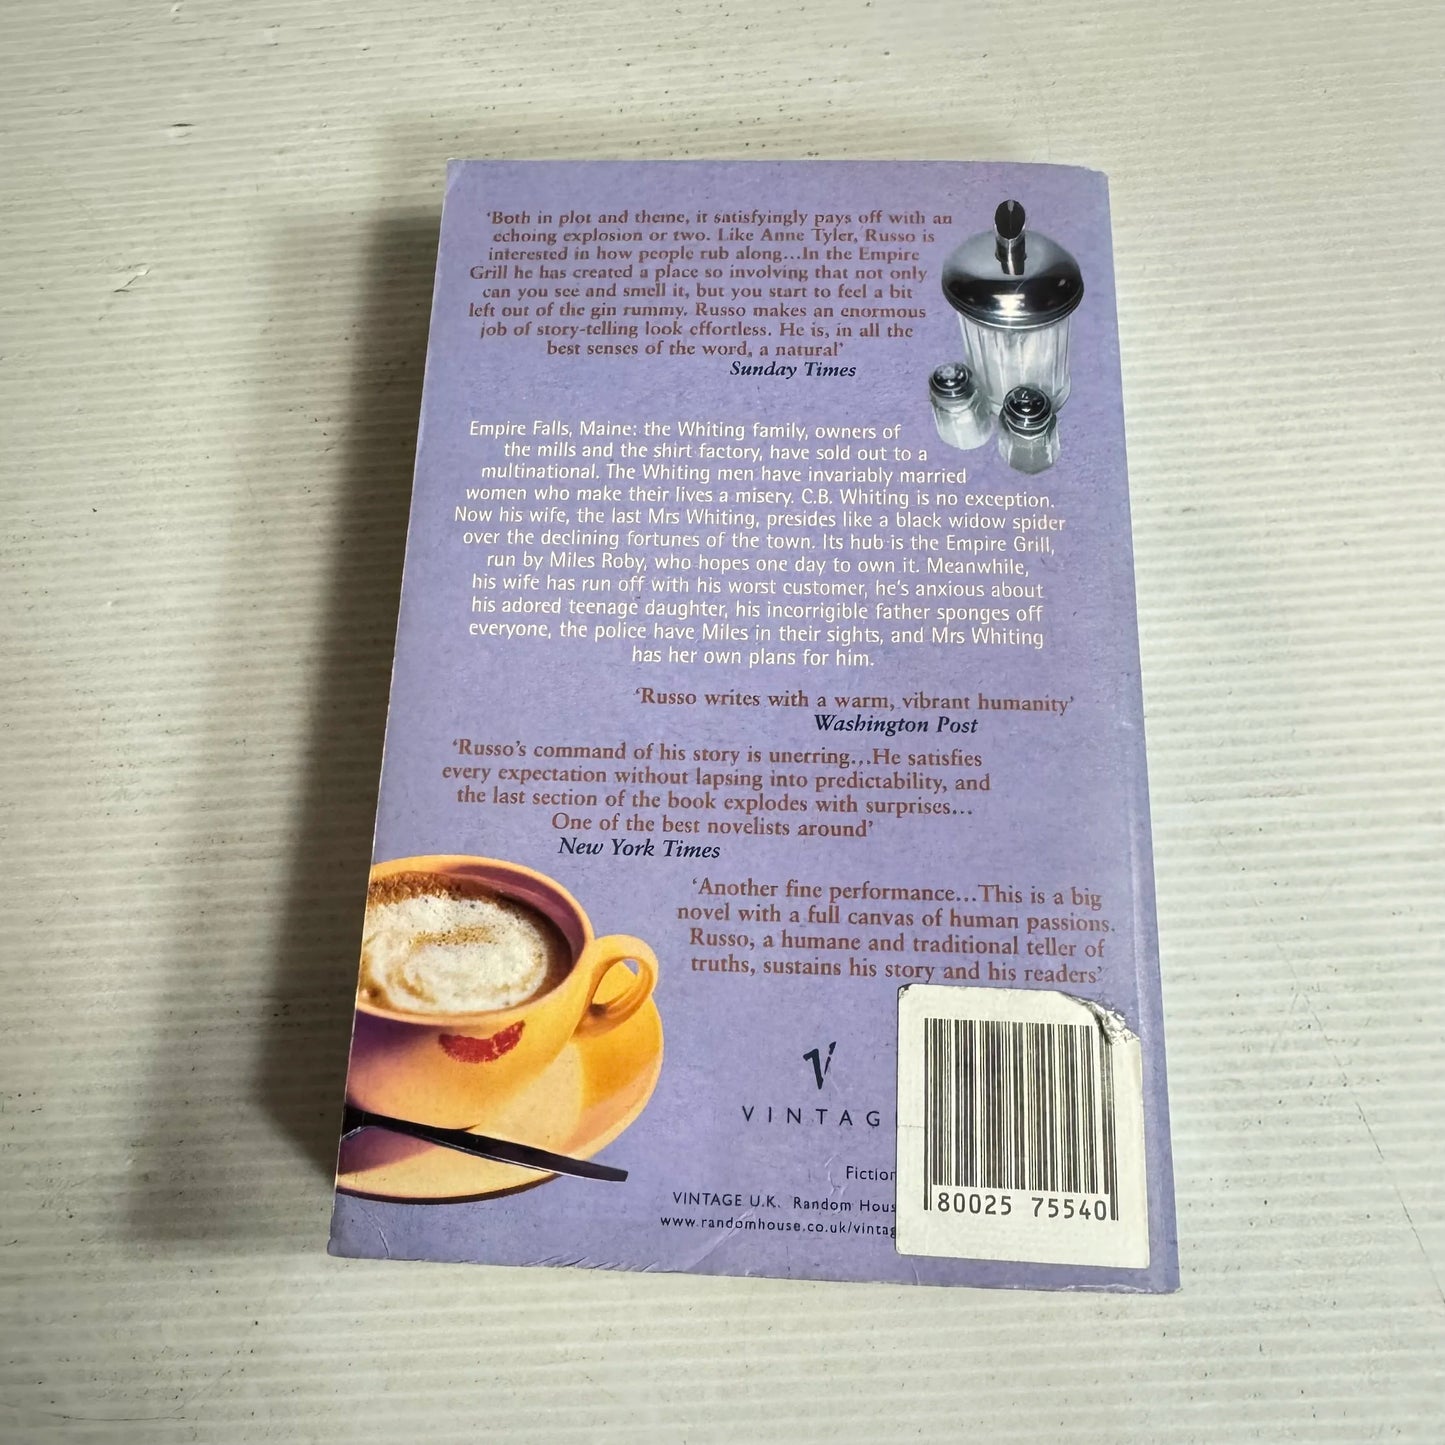 ‘Both in plot and theme, it satisfyingly pays off with an
echoing explosion or two. Like Anne Tyler, Russo is
interested in how people rub along...In the Empire
Grill he has created a place so involving that not only
can you see and smell it, but you start to feel a bit
left out of the gin rummy. Russo makes an enormous
job of story-telling look effortless. He is, in all the
best senses of the word, a natural’
Sunday Times
Empire Falls, Maine: the Whiting family, owners of
the mills and the shirt factory, have sold out to a
multinational. The Whiting men have invariably married
women who make their lives a misery. C.B. Whiting is no exception.
Now his wife, the last Mrs Whiting, presides like a black widow spider
over the declining fortunes of the town. Its hub is the Empire Grill,
run by Miles Roby, who hopes one day to own it. Meanwhile,
his wife has run off with his worst customer, he's anxious about
his adored teenage daughter, his incorrigible father sponges off
everyone, the police have Miles in their sights, and Mrs Whiting
has her own plans for him.
‘Russo writes with a warm, vibrant humanity’
Washington Post
‘Russo's command of his story is unerring...He satisfies
every expectation without lapsing into predictability, and
the last section of the book explodes with surprises...
One of the best novelists around’
New York Times
‘Another fine performance...This is a big
novel with a full canvas of human passions.
Russo, a humane and traditional teller of
truths, sustains his story and his readers’
V
VINTAG
Fiction
VINTAGE U.K. Random Hous
www.randomhouse.co.uk/vintag
80025 75540